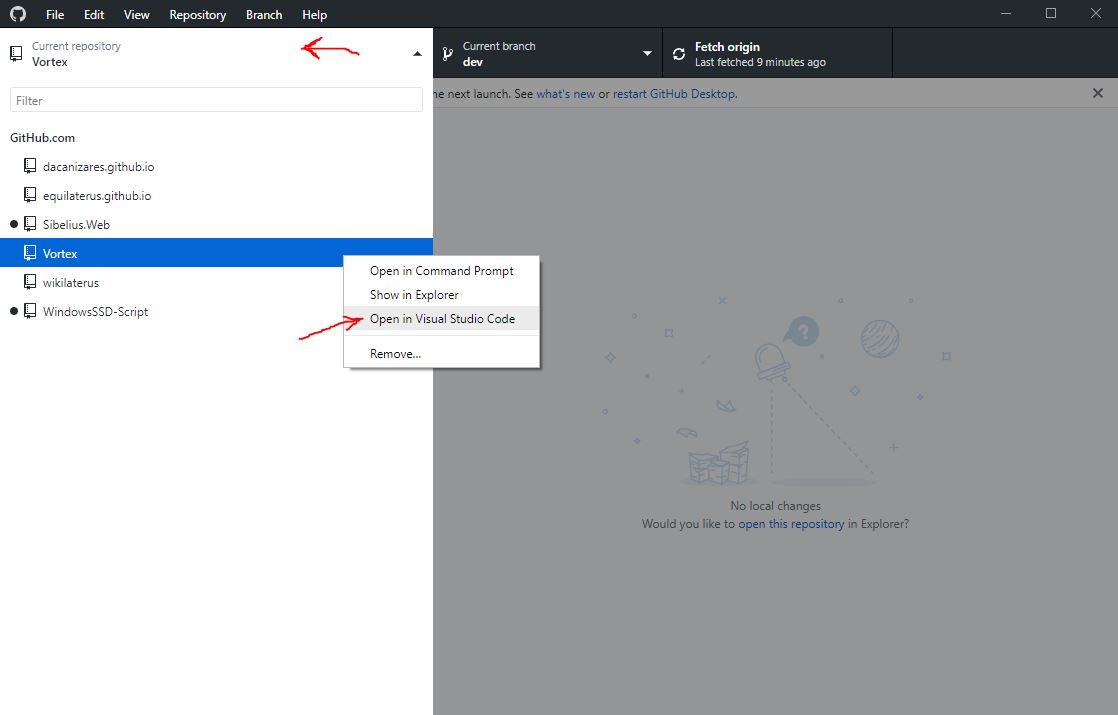 File Edit View Repository Branch Help
Current repository
Vortex
Current branch
dev
Fetch origin
Last fetched 9 minutes ago
he next launch. See what's new or restart GitHub Desktop.
Filter
GitHub.com
dacanizares.github.io
equilaterus.github.io
Sibelius.Web
Vortex
wikilaterus
WindowsSSD-Script
Open in Command Prompt
Show in Explorer
Open in Visual Studio Code
Remove...
?
No local changes
Would you like to open this repository in Explorer?